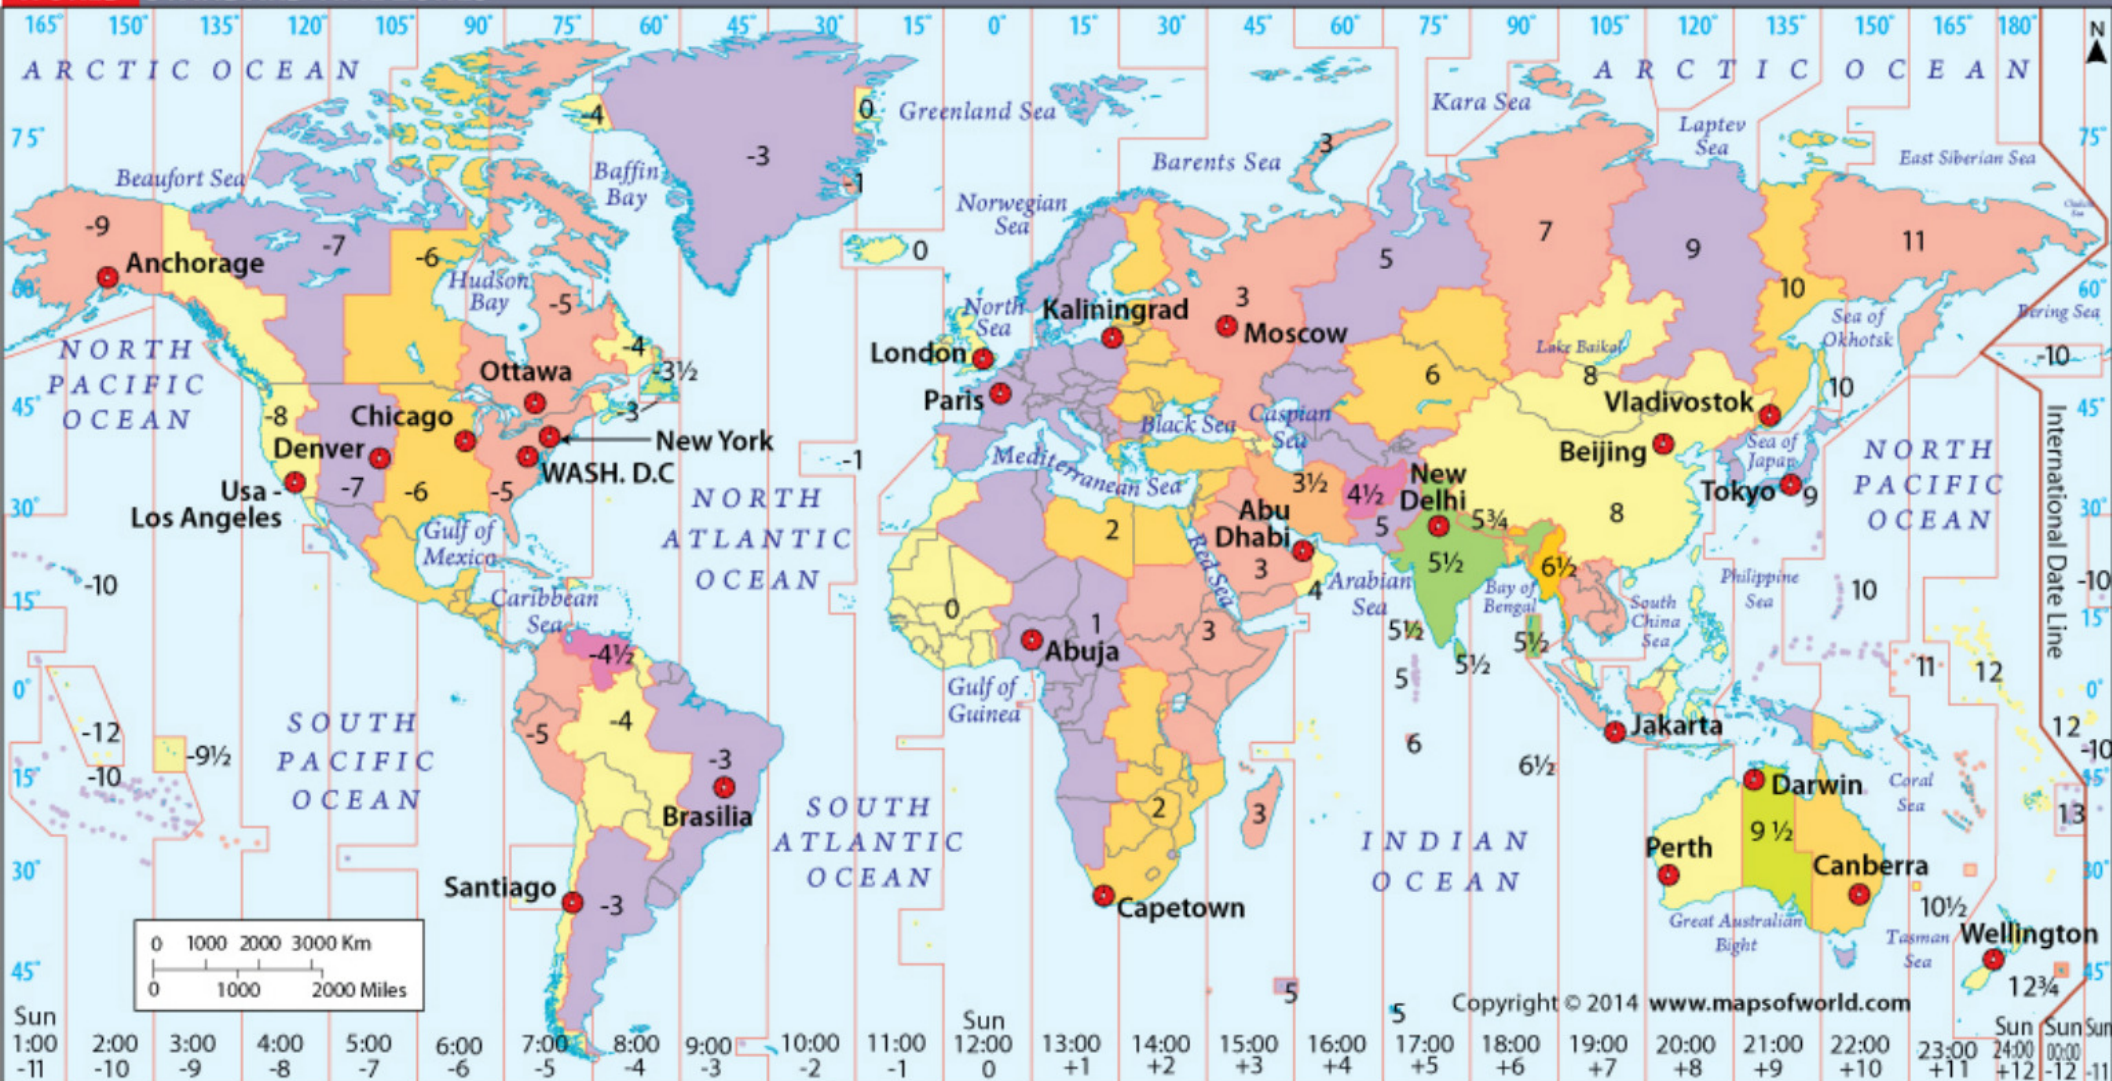 165° 150° 120° 105° 90° 75° 60° 45° 30° 15° 0° 15° 30° 45° 60° 75° 90° 105° 120° 135° 150° 165° 180°
N
ARCTIC OCEAN
ARCTIC OCEAN
75°
75°
Beaufort Sea
Baffin
Bay
Greenland Sea
Norwegian
Sea
Barents Sea
Kara Sea
Laptev
Sea
East Siberian Sea
-4
0
-3
-1
0
3
-9
Anchorage
-7
-6
Hudson
Bay
-5
60°
North
Sea
Kaliningrad
3
Moscow
5
7
9
10
11
60°
Bering Sea
Sea of
Okhotsk
Lake Baikal
NORTH
PACIFIC
OCEAN
Ottawa
-4
-3½
-3
London
Paris
6
8
10
-10
45°
45°
-8
Chicago
Denver
New York
WASH. D.C
Usa -
Los Angeles
-7
-6
-5
-1
Black Sea
Caspian
Sea
Mediterranean Sea
Vladivostok
Beijing
Sea of
Japan
Tokyo
9
NORTH
PACIFIC
OCEAN
International Date Line
30°
30°
Gulf of
Mexico
NORTH
ATLANTIC
OCEAN
2
3½
4½
5
Abu
Dhabi
Red Sea
3
4
New
Delhi
5¾
5½
6½
8
-10
15°
Caribbean
Sea
0
1
Abuja
3
Arabian
Sea
Bay of
Bengal
South
China
Sea
Philippine
Sea
10
-10
15°
5½
5½
5½
5
11
12
-4½
Gulf of
Guinea
0°
0°
-12
-10
-9½
SOUTH
PACIFIC
OCEAN
-5
-4
-3
Brasilia
6
6½
Jakarta
12
-10
15°
15°
SOUTH
ATLANTIC
OCEAN
2
3
INDIAN
OCEAN
Darwin
Coral
Sea
9 ½
13
Perth
Canberra
30°
30°
Santiago
-3
Capetown
Great Australian
Bight
10½
Tasman
Sea
Wellington
12¾
45°
45°
0 1000 2000 3000 Km
0 1000 2000 Miles
5
5
Copyright © 2014 www.mapsofworld.com
Sun
Sun
Sun
Sun
Sun
1:00 2:00 3:00 4:00 5:00 6:00 7:00 8:00 9:00 10:00 11:00 12:00 13:00 14:00 15:00 16:00 17:00 18:00 19:00 20:00 21:00 22:00 23:00 24:00 00:00
-11 -10 -9 -8 -7 -6 -5 -4 -3 -2 -1 0 +1 +2 +3 +4 +5 +6 +7 +8 +9 +10 +11 +12 -12 -11